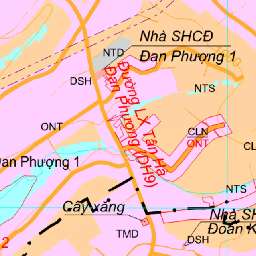 Nhà SHCĐ
NTD
Đan Phượng 1
DSH
NTS
Đường LX Tân Hà
Đan Phượng (ĐH9)
ONT
CLN
ONT
Đan Phượng 1
NTS
Cây xăng
Nhà S
Đoàn K
TMD
DSH
2